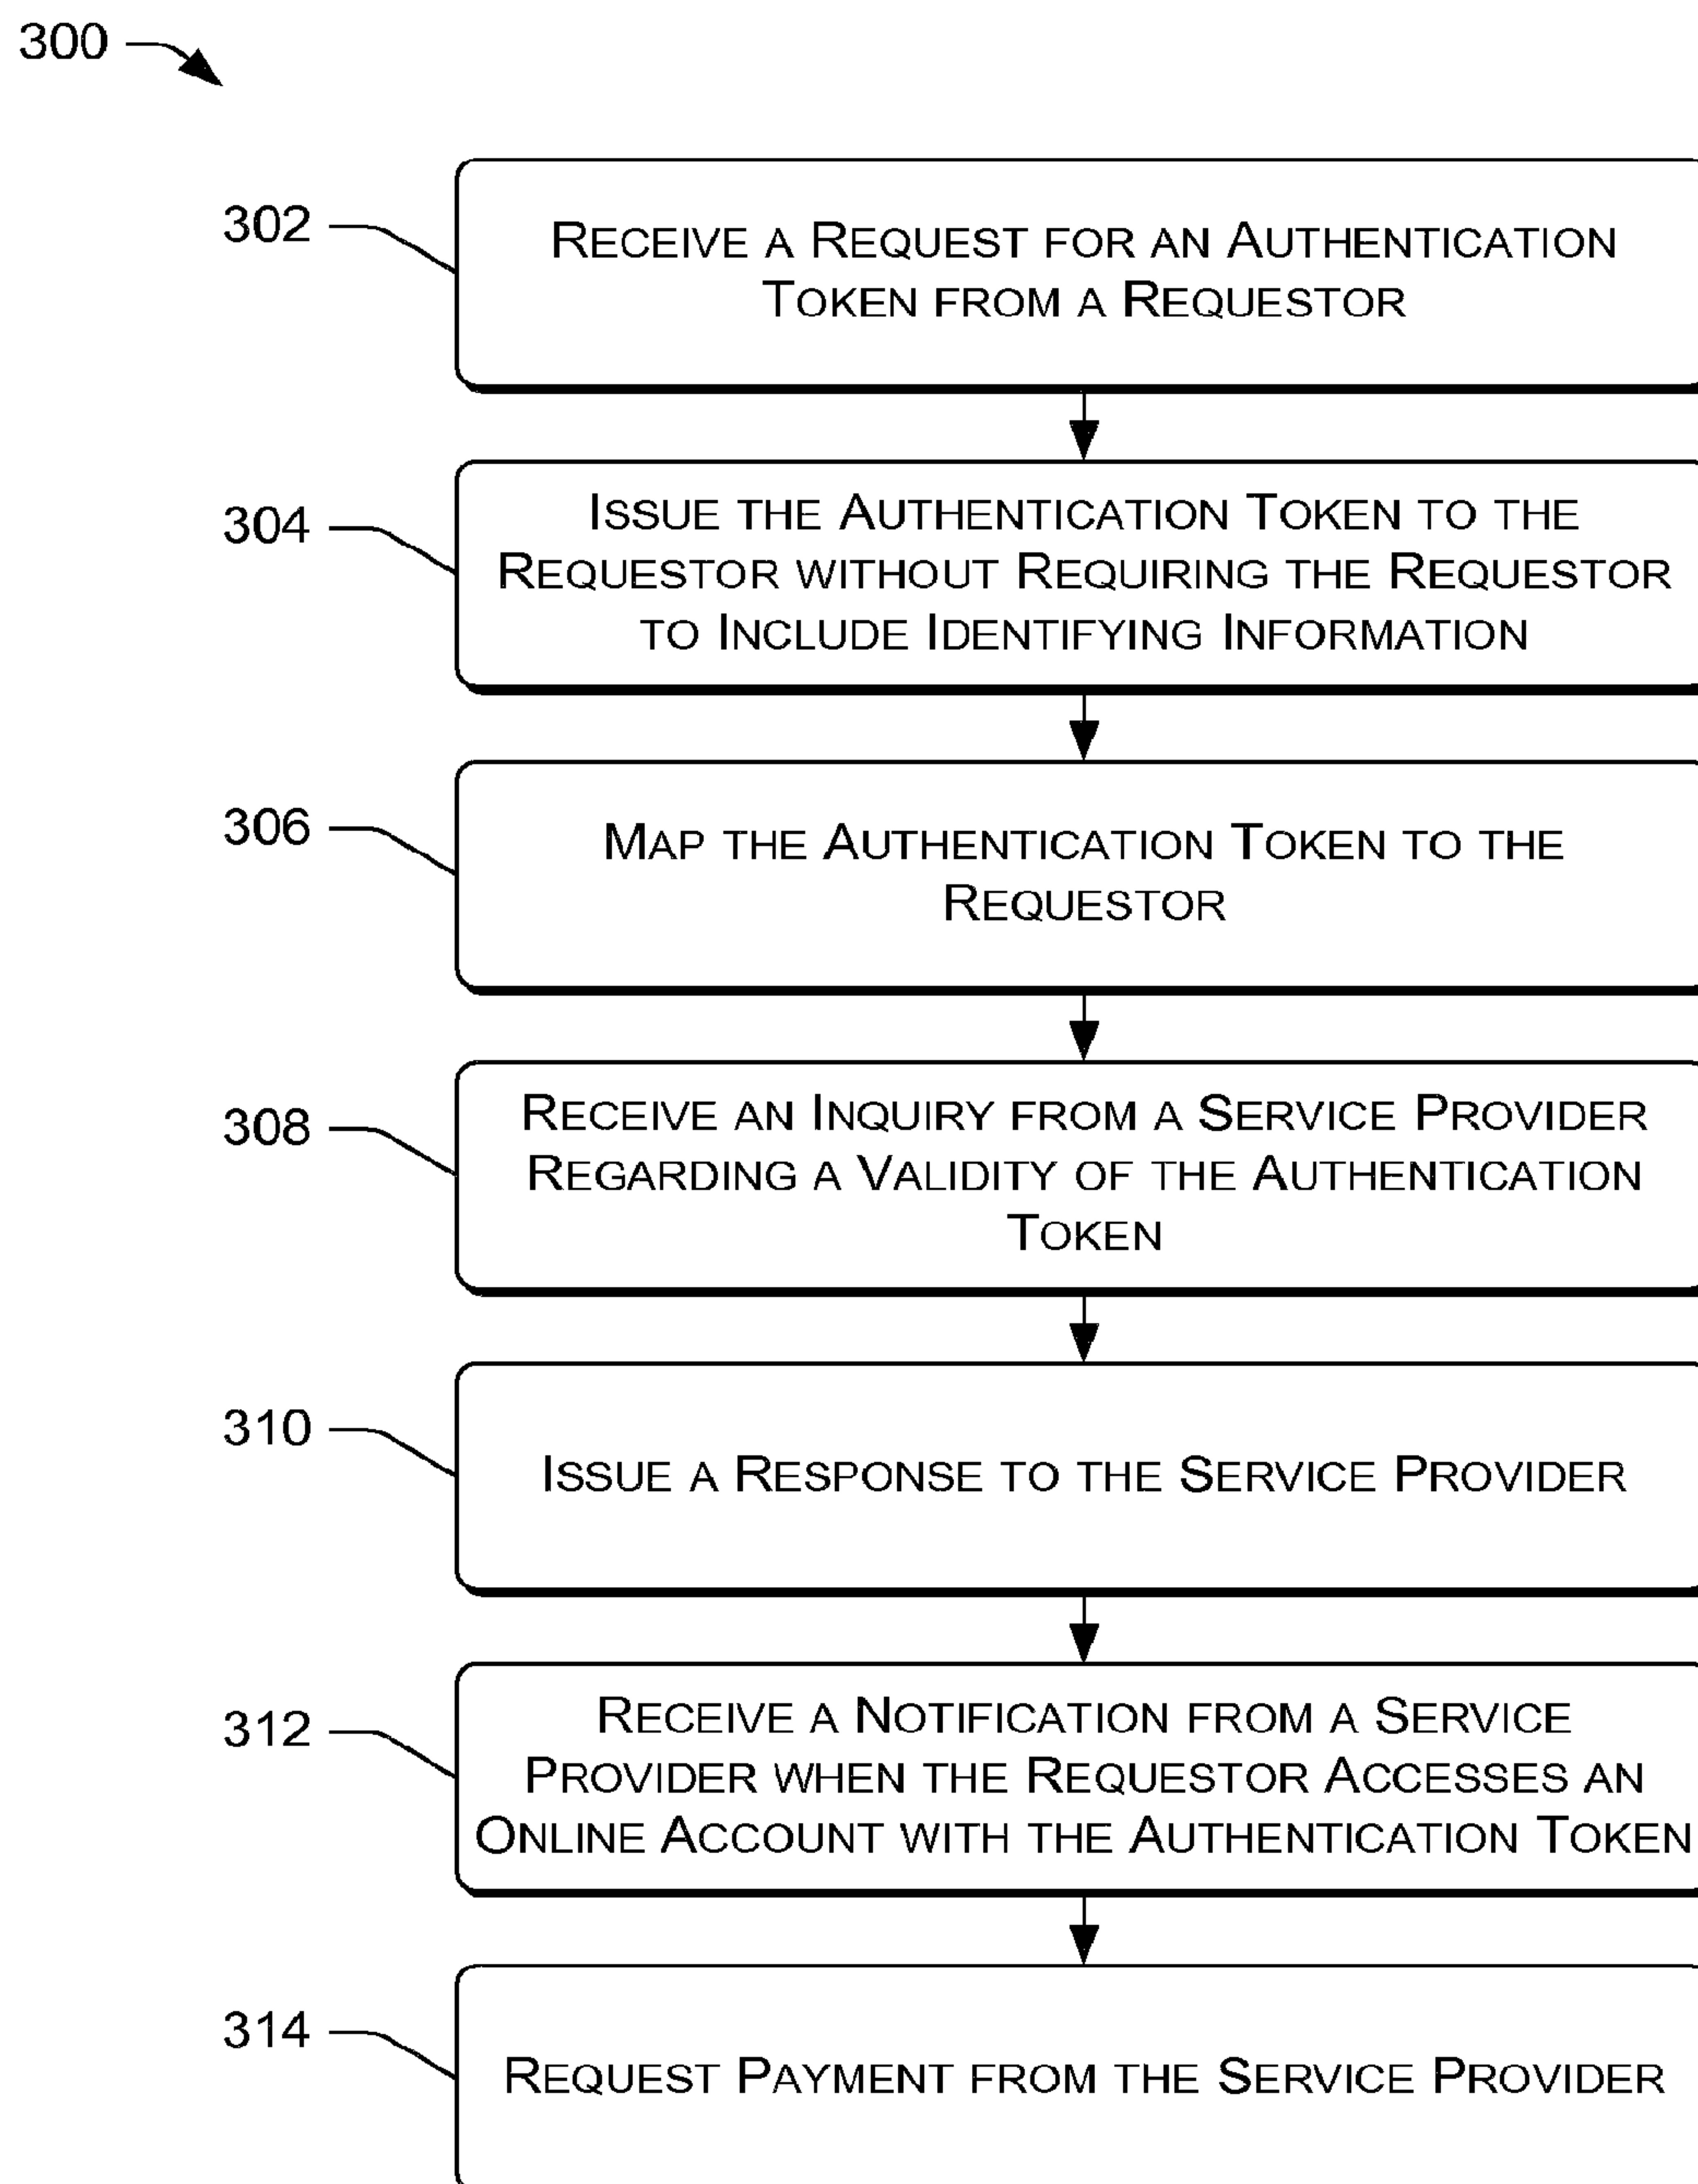 300
302
RECEIVE A REQUEST FOR AN AUTHENTICATION
TOKEN FROM A REQUESTOR
304
ISSUE THE AUTHENTICATION TOKEN TO THE
REQUESTOR WITHOUT REQUIRING THE REQUESTOR
TO INCLUDE IDENTIFYING INFORMATION
306
MAP THE AUTHENTICATION TOKEN TO THE
REQUESTOR
308
RECEIVE AN INQUIRY FROM A SERVICE PROVIDER
REGARDING A VALIDITY OF THE AUTHENTICATION
TOKEN
310
ISSUE A RESPONSE TO THE SERVICE PROVIDER
312
RECEIVE A NOTIFICATION FROM A SERVICE
PROVIDER WHEN THE REQUESTOR ACCESSES AN
ONLINE ACCOUNT WITH THE AUTHENTICATION TOKEN
314
REQUEST PAYMENT FROM THE SERVICE PROVIDER